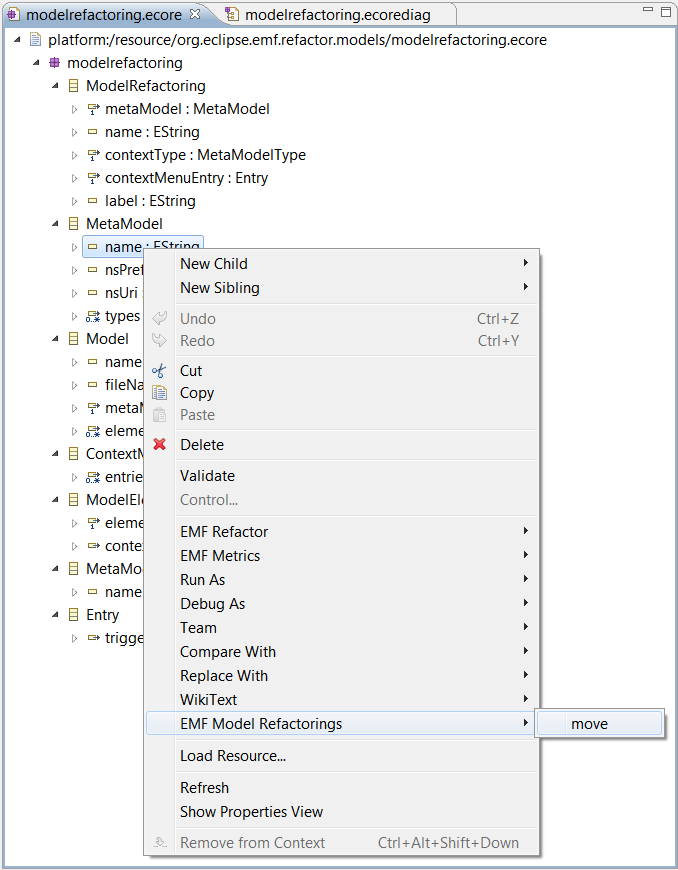 modelrefactoring.ecore modelrefactoring.ecorediag
platform:/resource/org.eclipse.emf.refactor.models/modelrefactoring.ecore
modelrefactoring
ModelRefactoring
metaModel : MetaModel
name : EString
contextType : MetaModelType
contextMenuEntry : Entry
label : EString
MetaModel
name : EString
nsPref
nsUri :
types
Model
name
fileNa
metaM
eleme
ContextM
entrie
ModelEle
eleme
contex
MetaMod
name
Entry
trigge
New Child
New Sibling
Undo Ctrl+Z
Redo Ctrl+Y
Cut
Copy
Paste
Delete
Validate
Control...
EMF Refactor
EMF Metrics
Run As
Debug As
Team
Compare With
Replace With
WikiText
EMF Model Refactorings
move
Load Resource...
Refresh
Show Properties View
Remove from Context Ctrl+Alt+Shift+Down